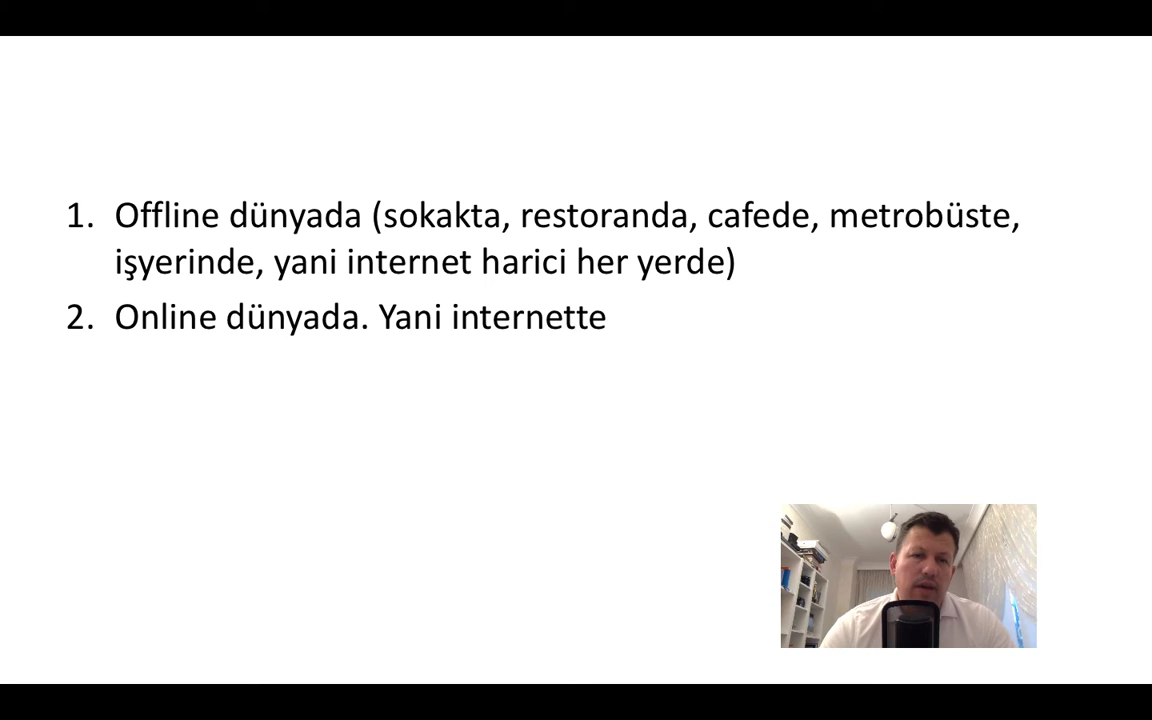 1. Offline dünyada (sokakta, restoranda, cafede, metrobüste,
işyerinde, yani internet harici her yerde)
2. Online dünyada. Yani internette